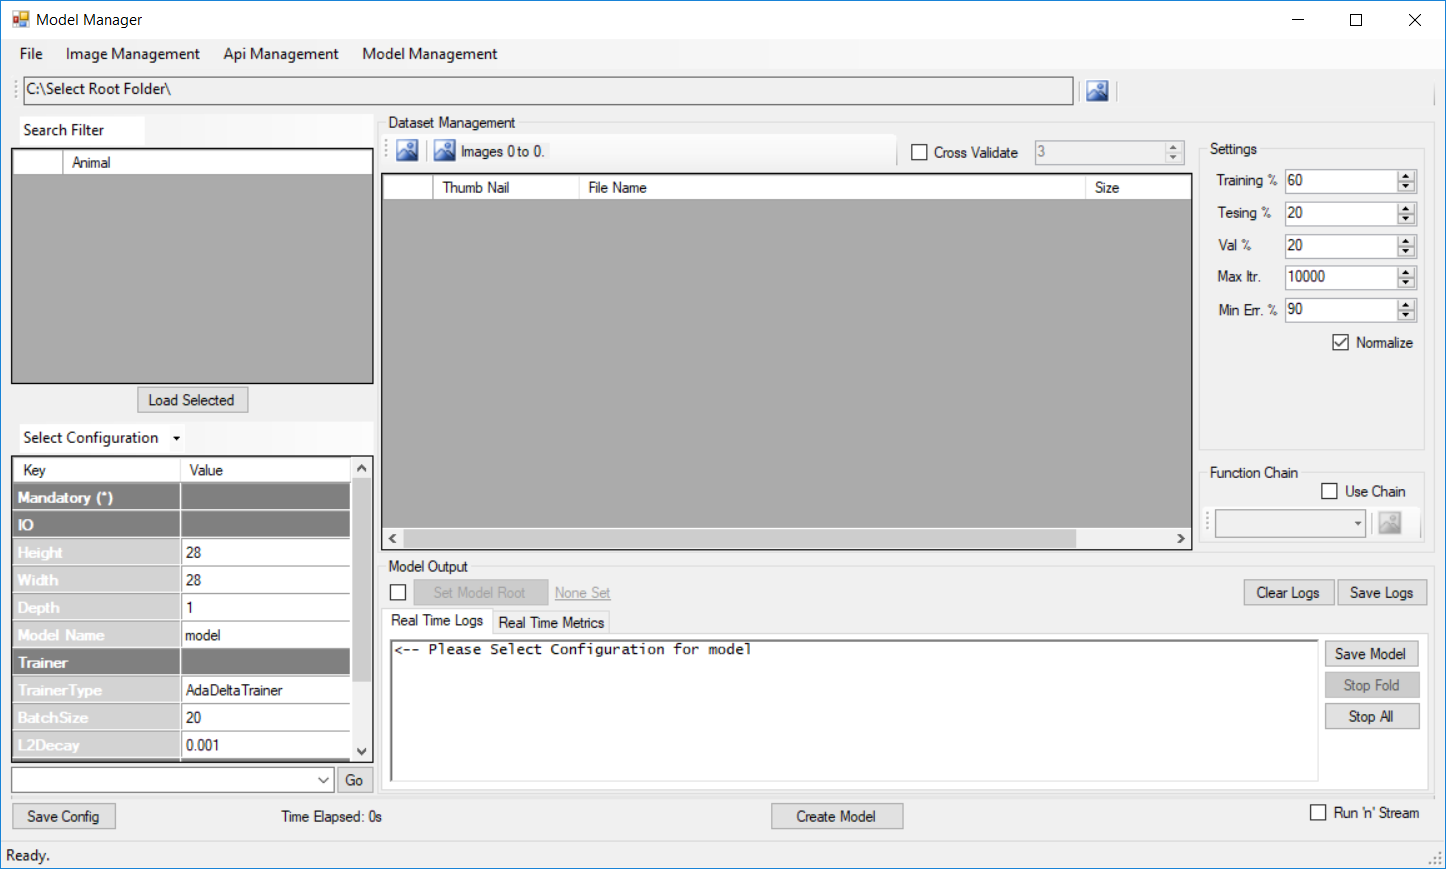 Model Manager
File Image Management Api Management Model Management
C:\Select Root Folder\
Search Filter
Animal
Load Selected
Select Configuration
Key Value
Mandatory (*)
IO
Height 28
Width 28
Depth 1
Model Name model
Trainer
TrainerType AdaDeltaTrainer
BatchSize 20
L2Decay 0.001
Go
Save Config
Time Elapsed: 0s
Dataset Management
Images 0 to 0.
Cross Validate 3
Thumb Nail File Name Size
Settings
Training % 60
Tesing % 20
Val % 20
Max Itr. 10000
Min Err. % 90
Normalize
Function Chain
Use Chain
Model Output
Set Model Root None Set
Clear Logs Save Logs
Real Time Logs Real Time Metrics
<-- Please Select Configuration for model
Save Model
Stop Fold
Stop All
Create Model
Run 'n' Stream
Ready.